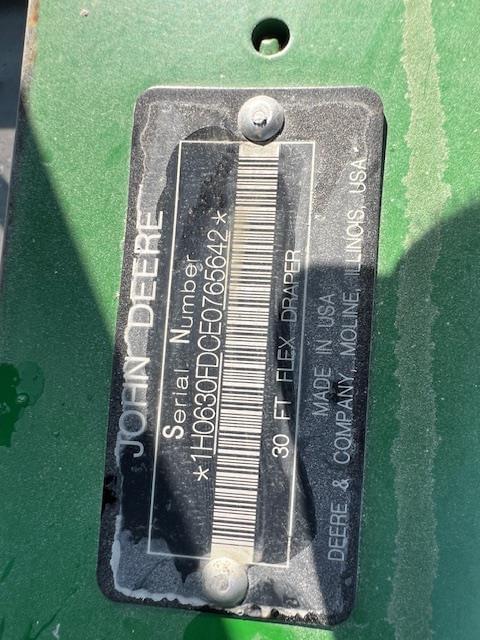 JOHN DEERE
Serial Number
*1H0630FDCE0765642*
30 FT FLEX DRAPER
MADE IN USA
DEERE & COMPANY, MOLINE, ILLINOIS, USA